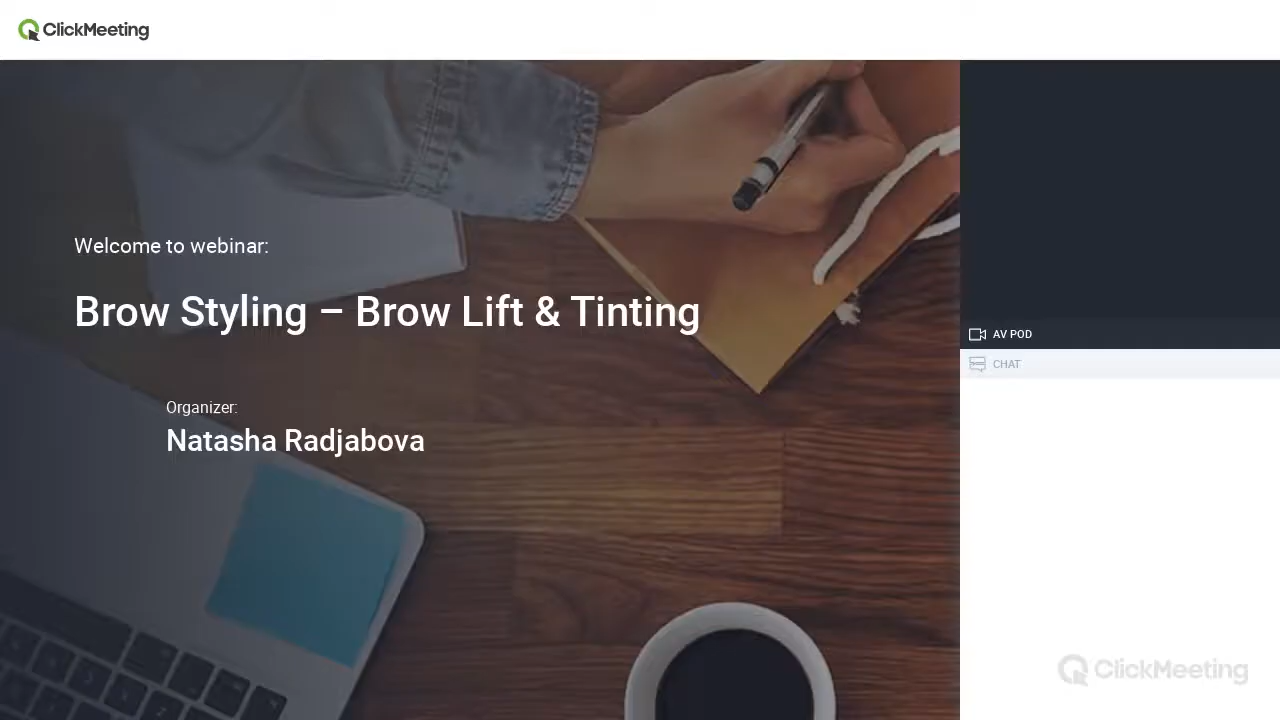 ClickMeeting
Welcome to webinar:
Brow Styling – Brow Lift & Tinting
Organizer:
Natasha Radjabova
AV POD
CHAT
ClickMeeting